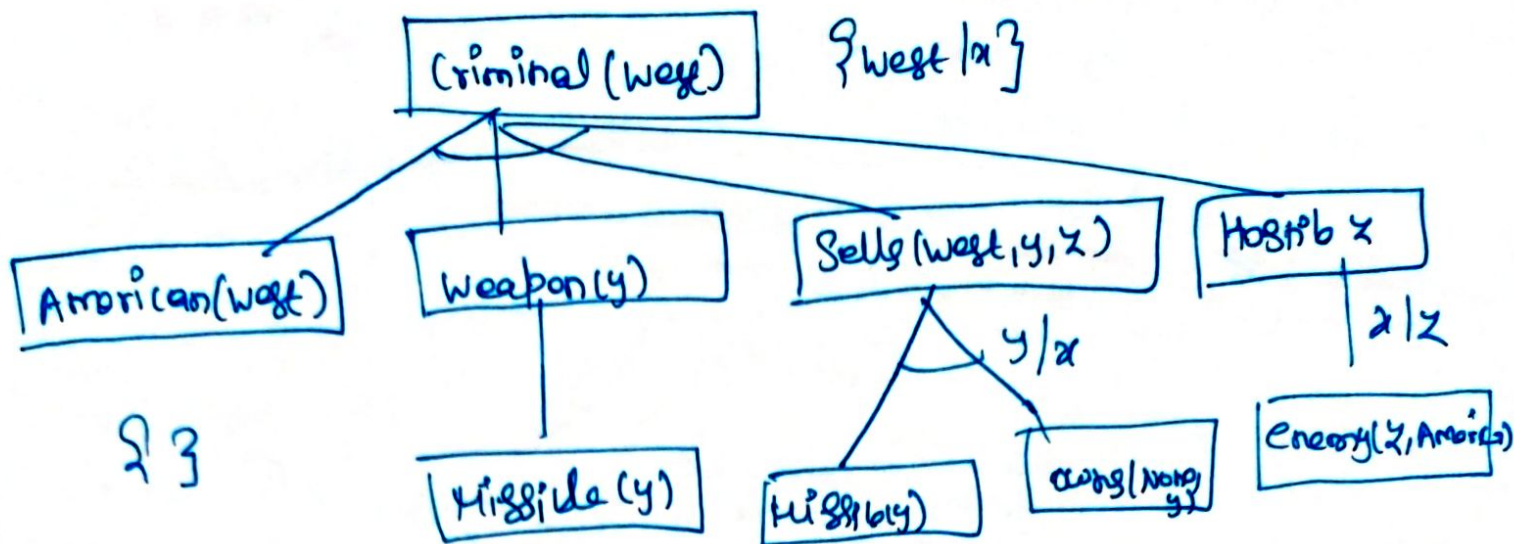 Criminal (West)
{West/x}
American(West)
Weapon(y)
Sells(West,y,z)
Hostile z
y/x
x/z
{ }
Missile(y)
Missile(y)
owns(Nono,
y)
enemy(z,America)